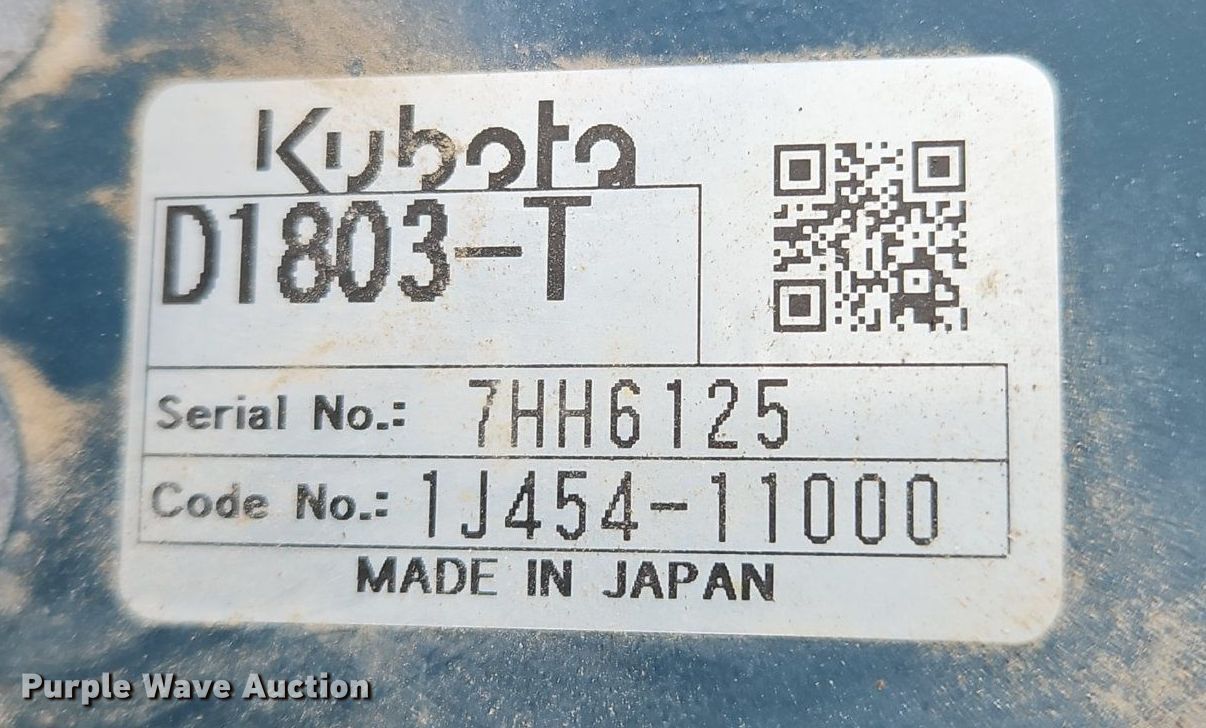 Kubota
D1803-T
Serial No.: 7HH6125
Code No.: 1J454-11000
MADE IN JAPAN
Purple Wave Auction